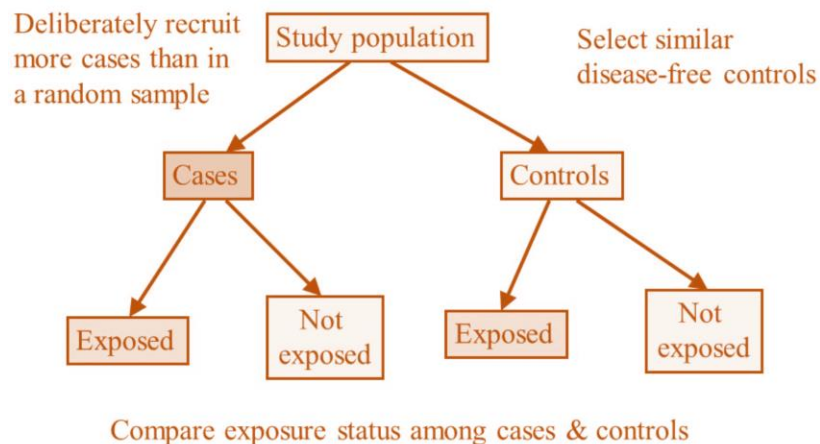 Deliberately recruit
more cases than in
a random sample
Study population
Select similar
disease-free controls
Cases
Controls
Exposed
Not
exposed
Exposed
Not
exposed
Compare exposure status among cases & controls